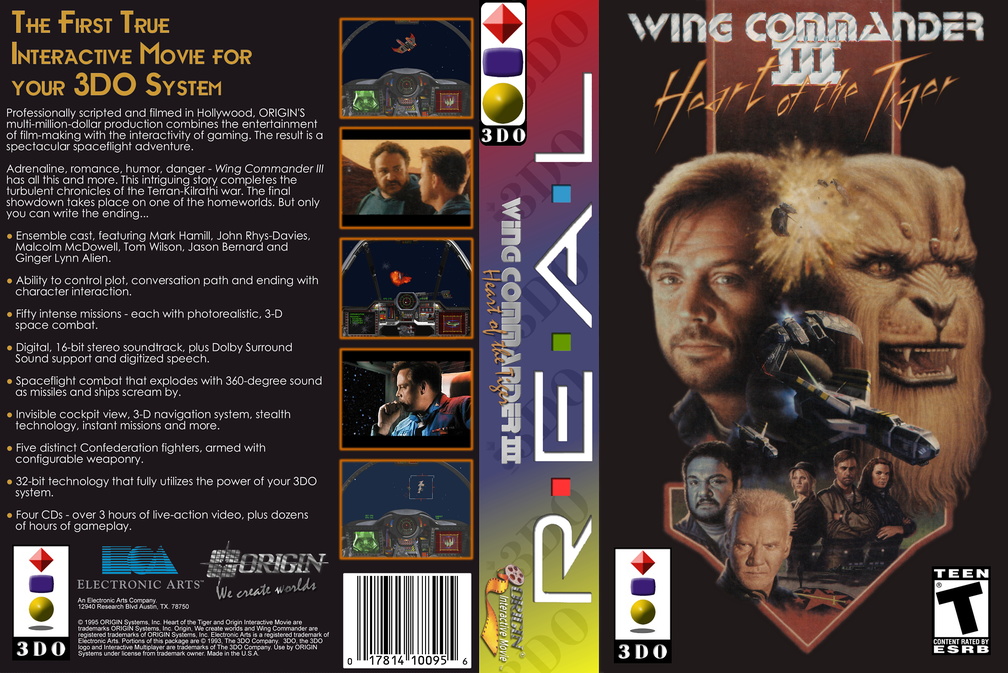 The First True
Interactive Movie for
your 3DO System
Professionally scripted and filmed in Hollywood, ORIGIN'S
multi-million-dollar production combines the entertainment
of film-making with the interactivity of gaming. The result is a
spectacular spaceflight adventure.
Adrenaline, romance, humor, danger - Wing Commander III
has all this and more. This intriguing story completes the
turbulent chronicles of the Terran-Kilrathi war. The final
showdown takes place on one of the homeworlds. But only
you can write the ending...
● Ensemble cast, featuring Mark Hamill, John Rhys-Davies,
Malcolm McDowell, Tom Wilson, Jason Bernard and
Ginger Lynn Alien.
● Ability to control plot, conversation path and ending with
character interaction.
● Fifty intense missions - each with photorealistic, 3-D
space combat.
● Digital, 16-bit stereo soundtrack, plus Dolby Surround
Sound support and digitized speech.
● Spaceflight combat that explodes with 360-degree sound
as missiles and ships scream by.
● Invisible cockpit view, 3-D navigation system, stealth
technology, instant missions and more.
● Five distinct Confederation fighters, armed with
configurable weaponry.
● 32-bit technology that fully utilizes the power of your 3DO
system.
● Four CDs - over 3 hours of live-action video, plus dozens
of hours of gameplay.
3DO
ELECTRONIC ARTS™
ORIGIN
We create worlds
An Electronic Arts Company.
12940 Research Blvd Austin, TX. 78750
© 1995 ORIGIN Systems, Inc. Heart of the Tiger and Origin Interactive Movie are
trademarks ORIGIN Systems, Inc. Origin, We create worlds and Wing Commander are
registered trademarks of ORIGIN Systems, Inc. Electronic Arts is a registered trademark of
Electronic Arts. Portions of this package are © 1993. The 3DO Company. 3DO. the 3DO
logo and Interactive Multiplayer are trademarks of The 3DO Company. Use by ORIGIN
Systems under license from trademark owner. Made in the U.S.A.
0 17814 10095 6
3DO
WING COMMANDER III
Heart of the Tiger
R·E·A·L
ORIGIN
Interactive Movie
WING COMMANDER
III
Heart of the Tiger
3DO
TEEN
T
CONTENT RATED BY
ESRB